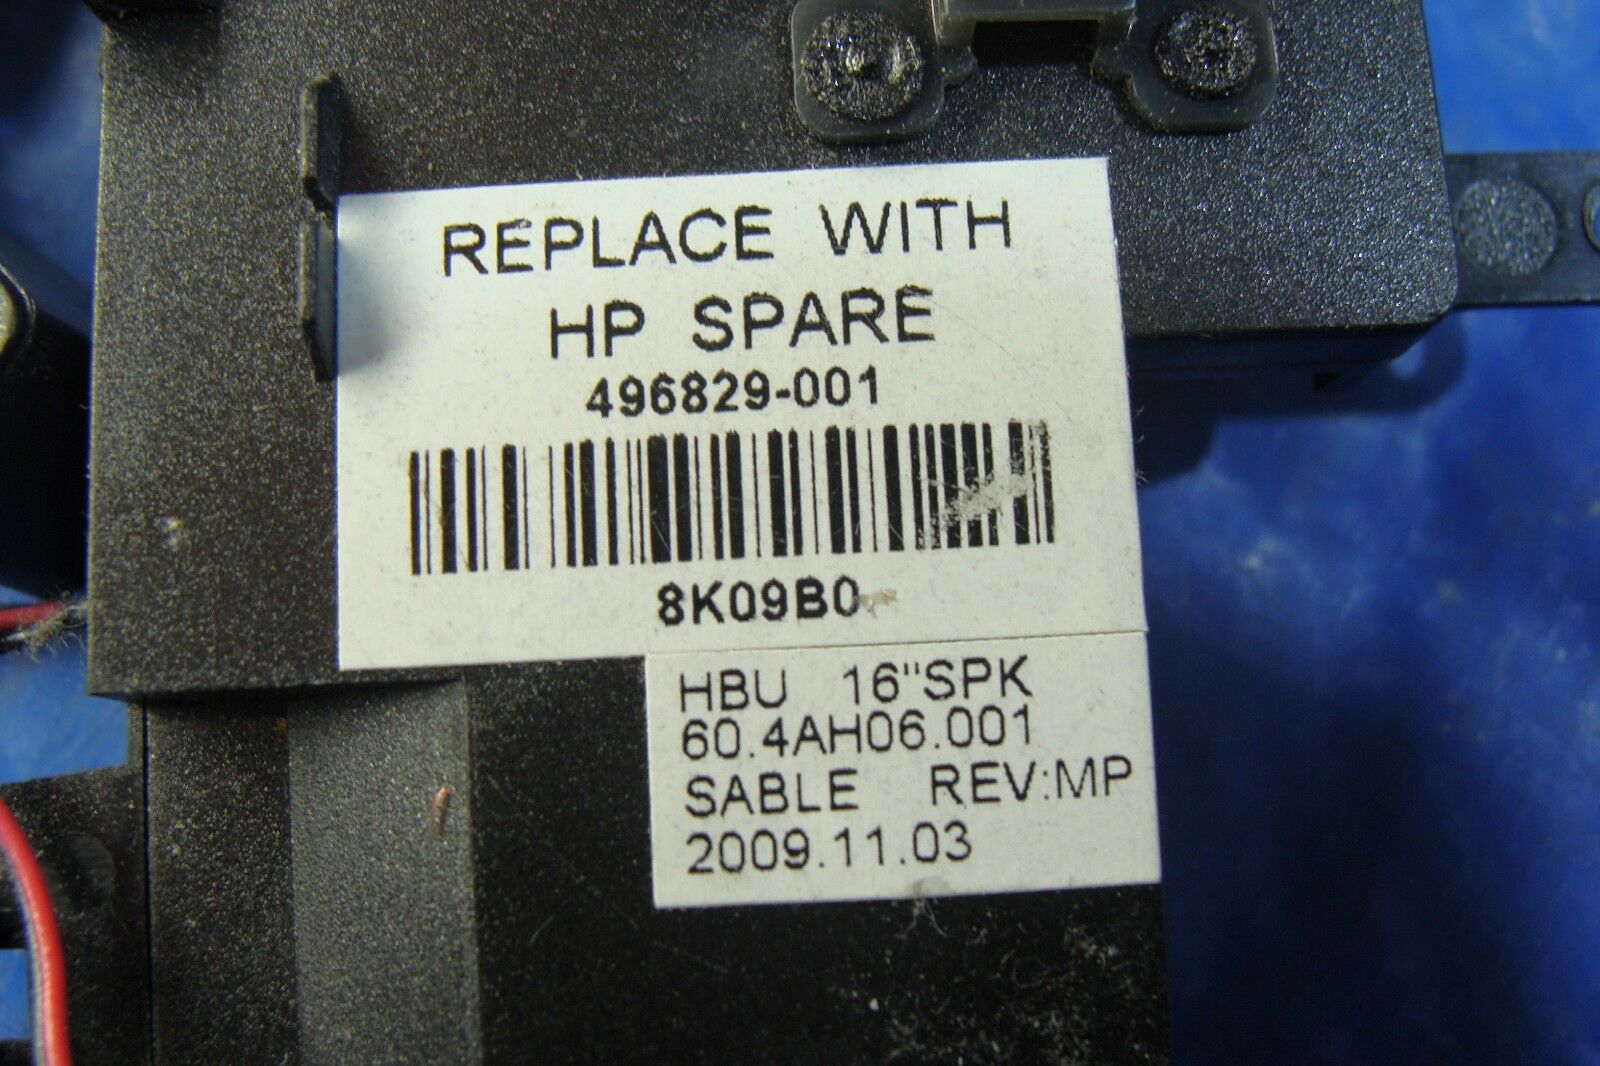 REPLACE WITH
HP SPARE
496829-001
8K09B0
HBU 16"SPK
60.4AH06.001
SABLE REV:MP
2009.11.03